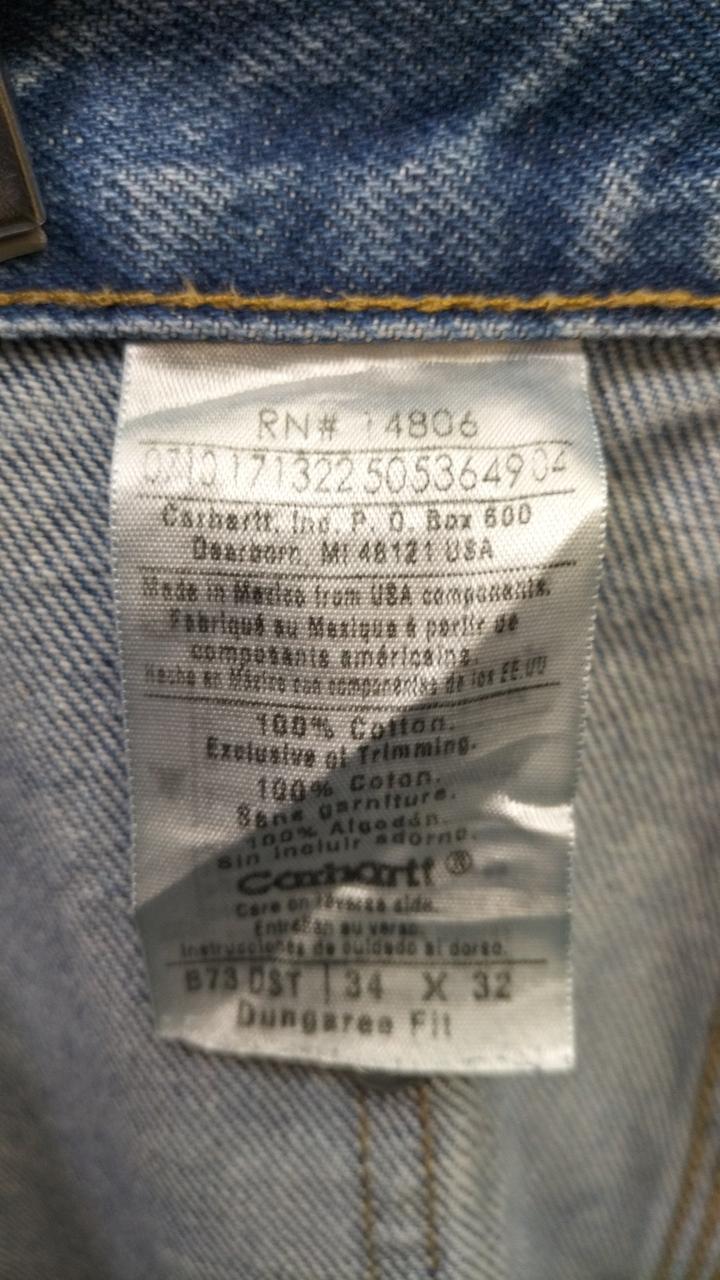 RN# 14806
0710 171322 505364904
Carhartt, Inc. P. O. Box 600
Dearborn, MI 48121 USA
Made in Mexico from USA components.
Fabriqué au Mexique à partir de
composants américains.
Hecho en México con componentes de los EE.UU
100% Cotton.
Exclusive of Trimming.
100% Coton.
Sans garniture.
100% Algodón.
Sin incluir adorno.
Carhartt ®
Care on reverse side.
Entretien au verso.
Instrucciones de cuidado al dorso.
B73 DST | 34 X 32
Dungaree Fit